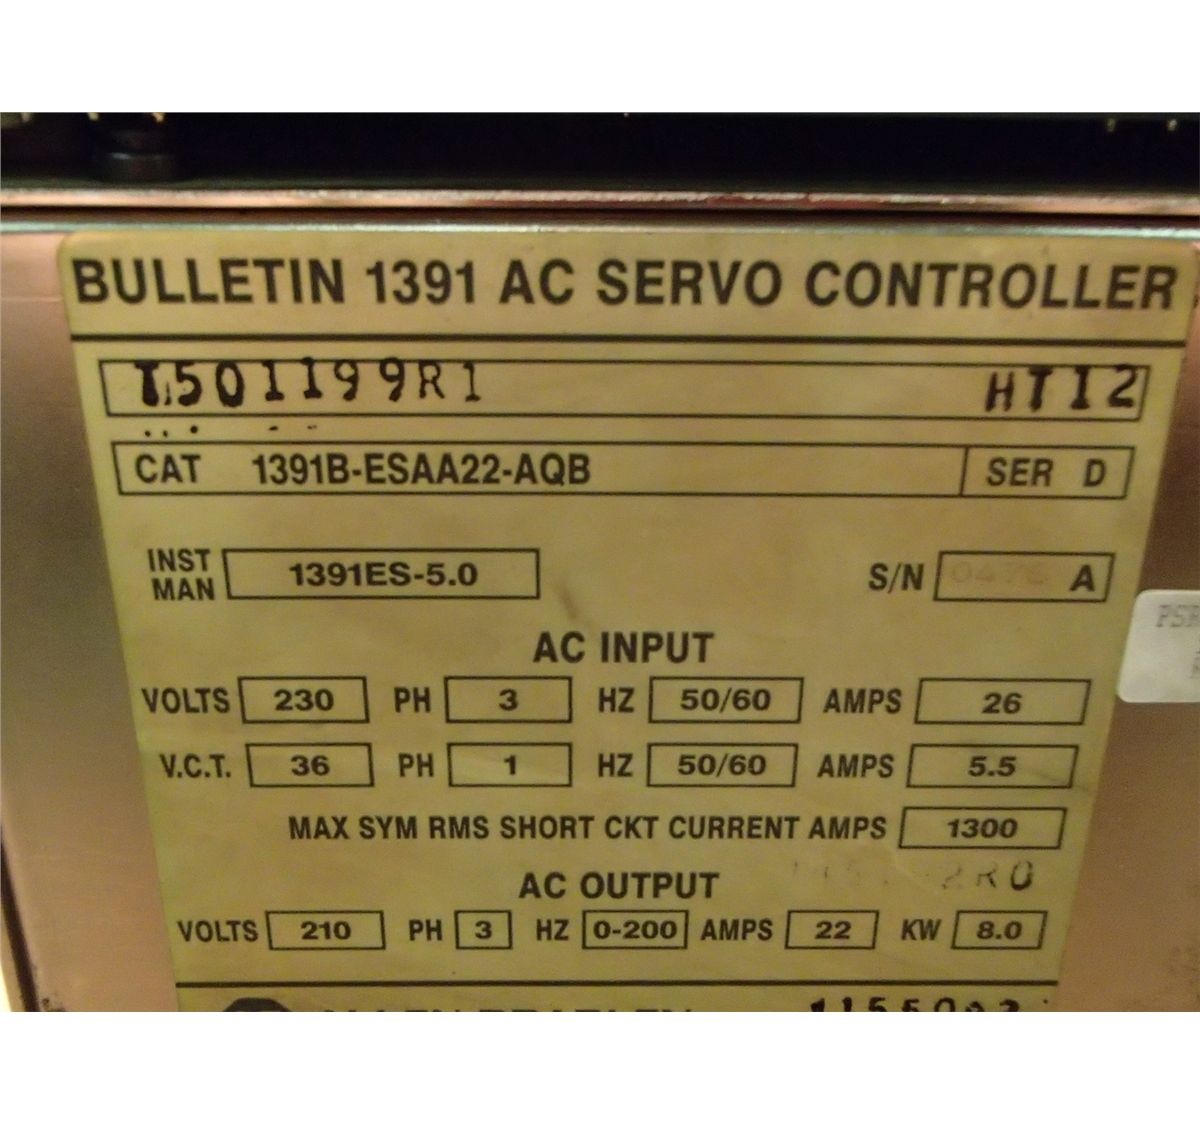 BULLETIN 1391 AC SERVO CONTROLLER
T501199R1 HT12
CAT 1391B-ESAA22-AQB SER D
INST MAN 1391ES-5.0 S/N A
AC INPUT
VOLTS 230 PH 3 HZ 50/60 AMPS 26
V.C.T. 36 PH 1 HZ 50/60 AMPS 5.5
MAX SYM RMS SHORT CKT CURRENT AMPS 1300
AC OUTPUT
VOLTS 210 PH 3 HZ 0-200 AMPS 22 KW 8.0
ALLEN-BRADLEY